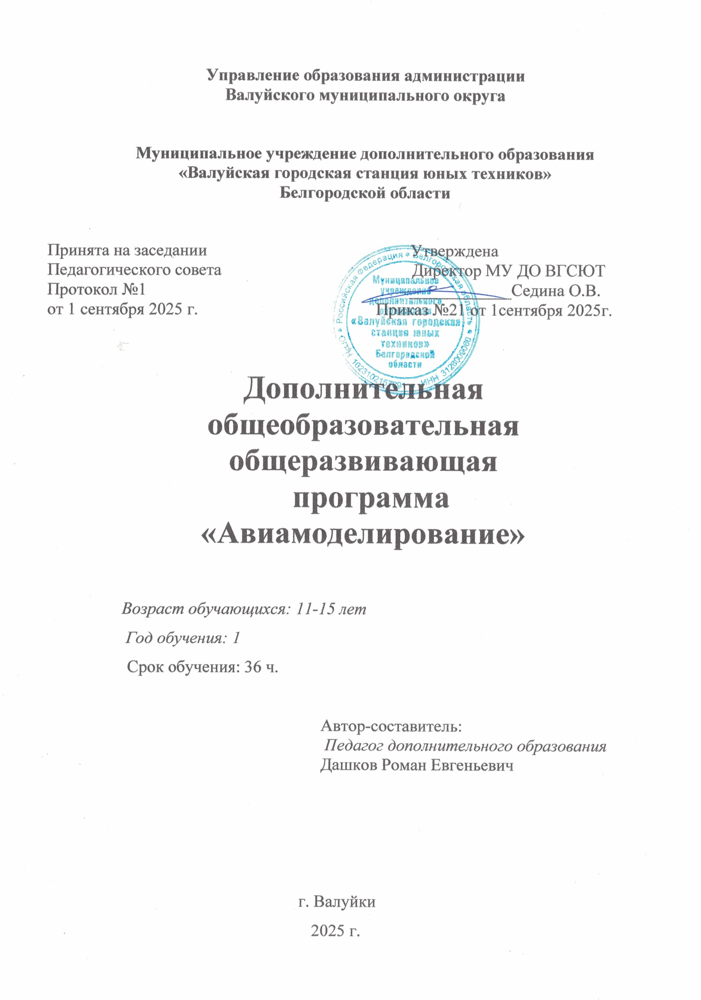 Управление образования администрации
Валуйского муниципального округа
Муниципальное учреждение дополнительного образования
«Валуйская городская станция юных техников»
Белгородской области
Принята на заседании
Педагогического совета
Протокол №1
от 1 сентября 2025 г.
Утверждена
Директор МУ ДО ВГСЮТ
Седина О.В.
Приказ №21 от 1сентября 2025г.
Российская Федерация * Белгородская область *
Муниципальное
учреждение
дополнительного
образования
«Валуйская городская
станция юных
техников»
Белгородской
области
ОГРН
ИНН 3126009060
Дополнительная
общеобразовательная
общеразвивающая
программа
«Авиамоделирование»
Возраст обучающихся: 11-15 лет
Год обучения: 1
Срок обучения: 36 ч.
Автор-составитель:
Педагог дополнительного образования
Дашков Роман Евгеньевич
г. Валуйки
2025 г.